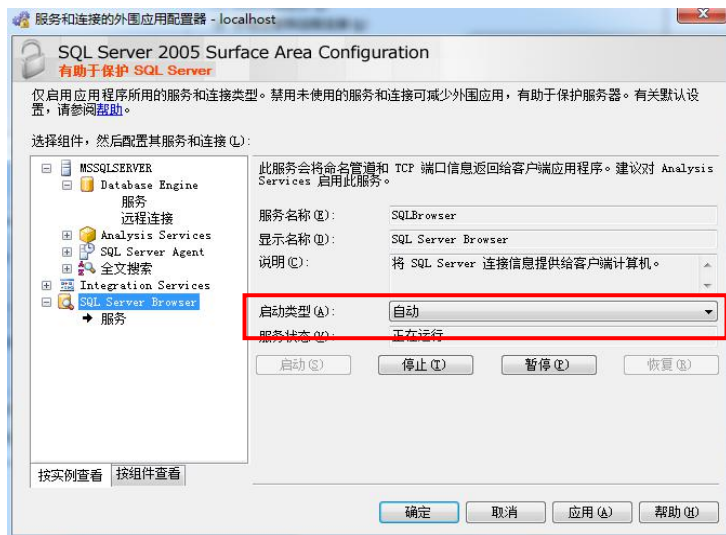 服务和连接的外围应用配置器 - localhost
SQL Server 2005 Surface Area Configuration
有助于保护 SQL Server
仅启用应用程序所用的服务和连接类型。禁用未使用的服务和连接可减少外围应用，有助于保护服务器。有关默认设
置，请参阅帮助。
选择组件，然后配置其服务和连接(L):
MSSQLSERVER
Database Engine
服务
远程连接
Analysis Services
SQL Server Agent
全文搜索
Integration Services
SQL Server Browser
服务
按实例查看 按组件查看
此服务会将命名管道和 TCP 端口信息返回给客户端应用程序。建议对 Analysis
Services 启用此服务。
服务名称(E): SQLBrowser
显示名称(D): SQL Server Browser
说明(C): 将 SQL Server 连接信息提供给客户端计算机。
启动类型(A): 自动
服务状态 正在运行
启动(S) 停止(T) 暂停(P) 恢复(R)
确定 取消 应用(A) 帮助(H)